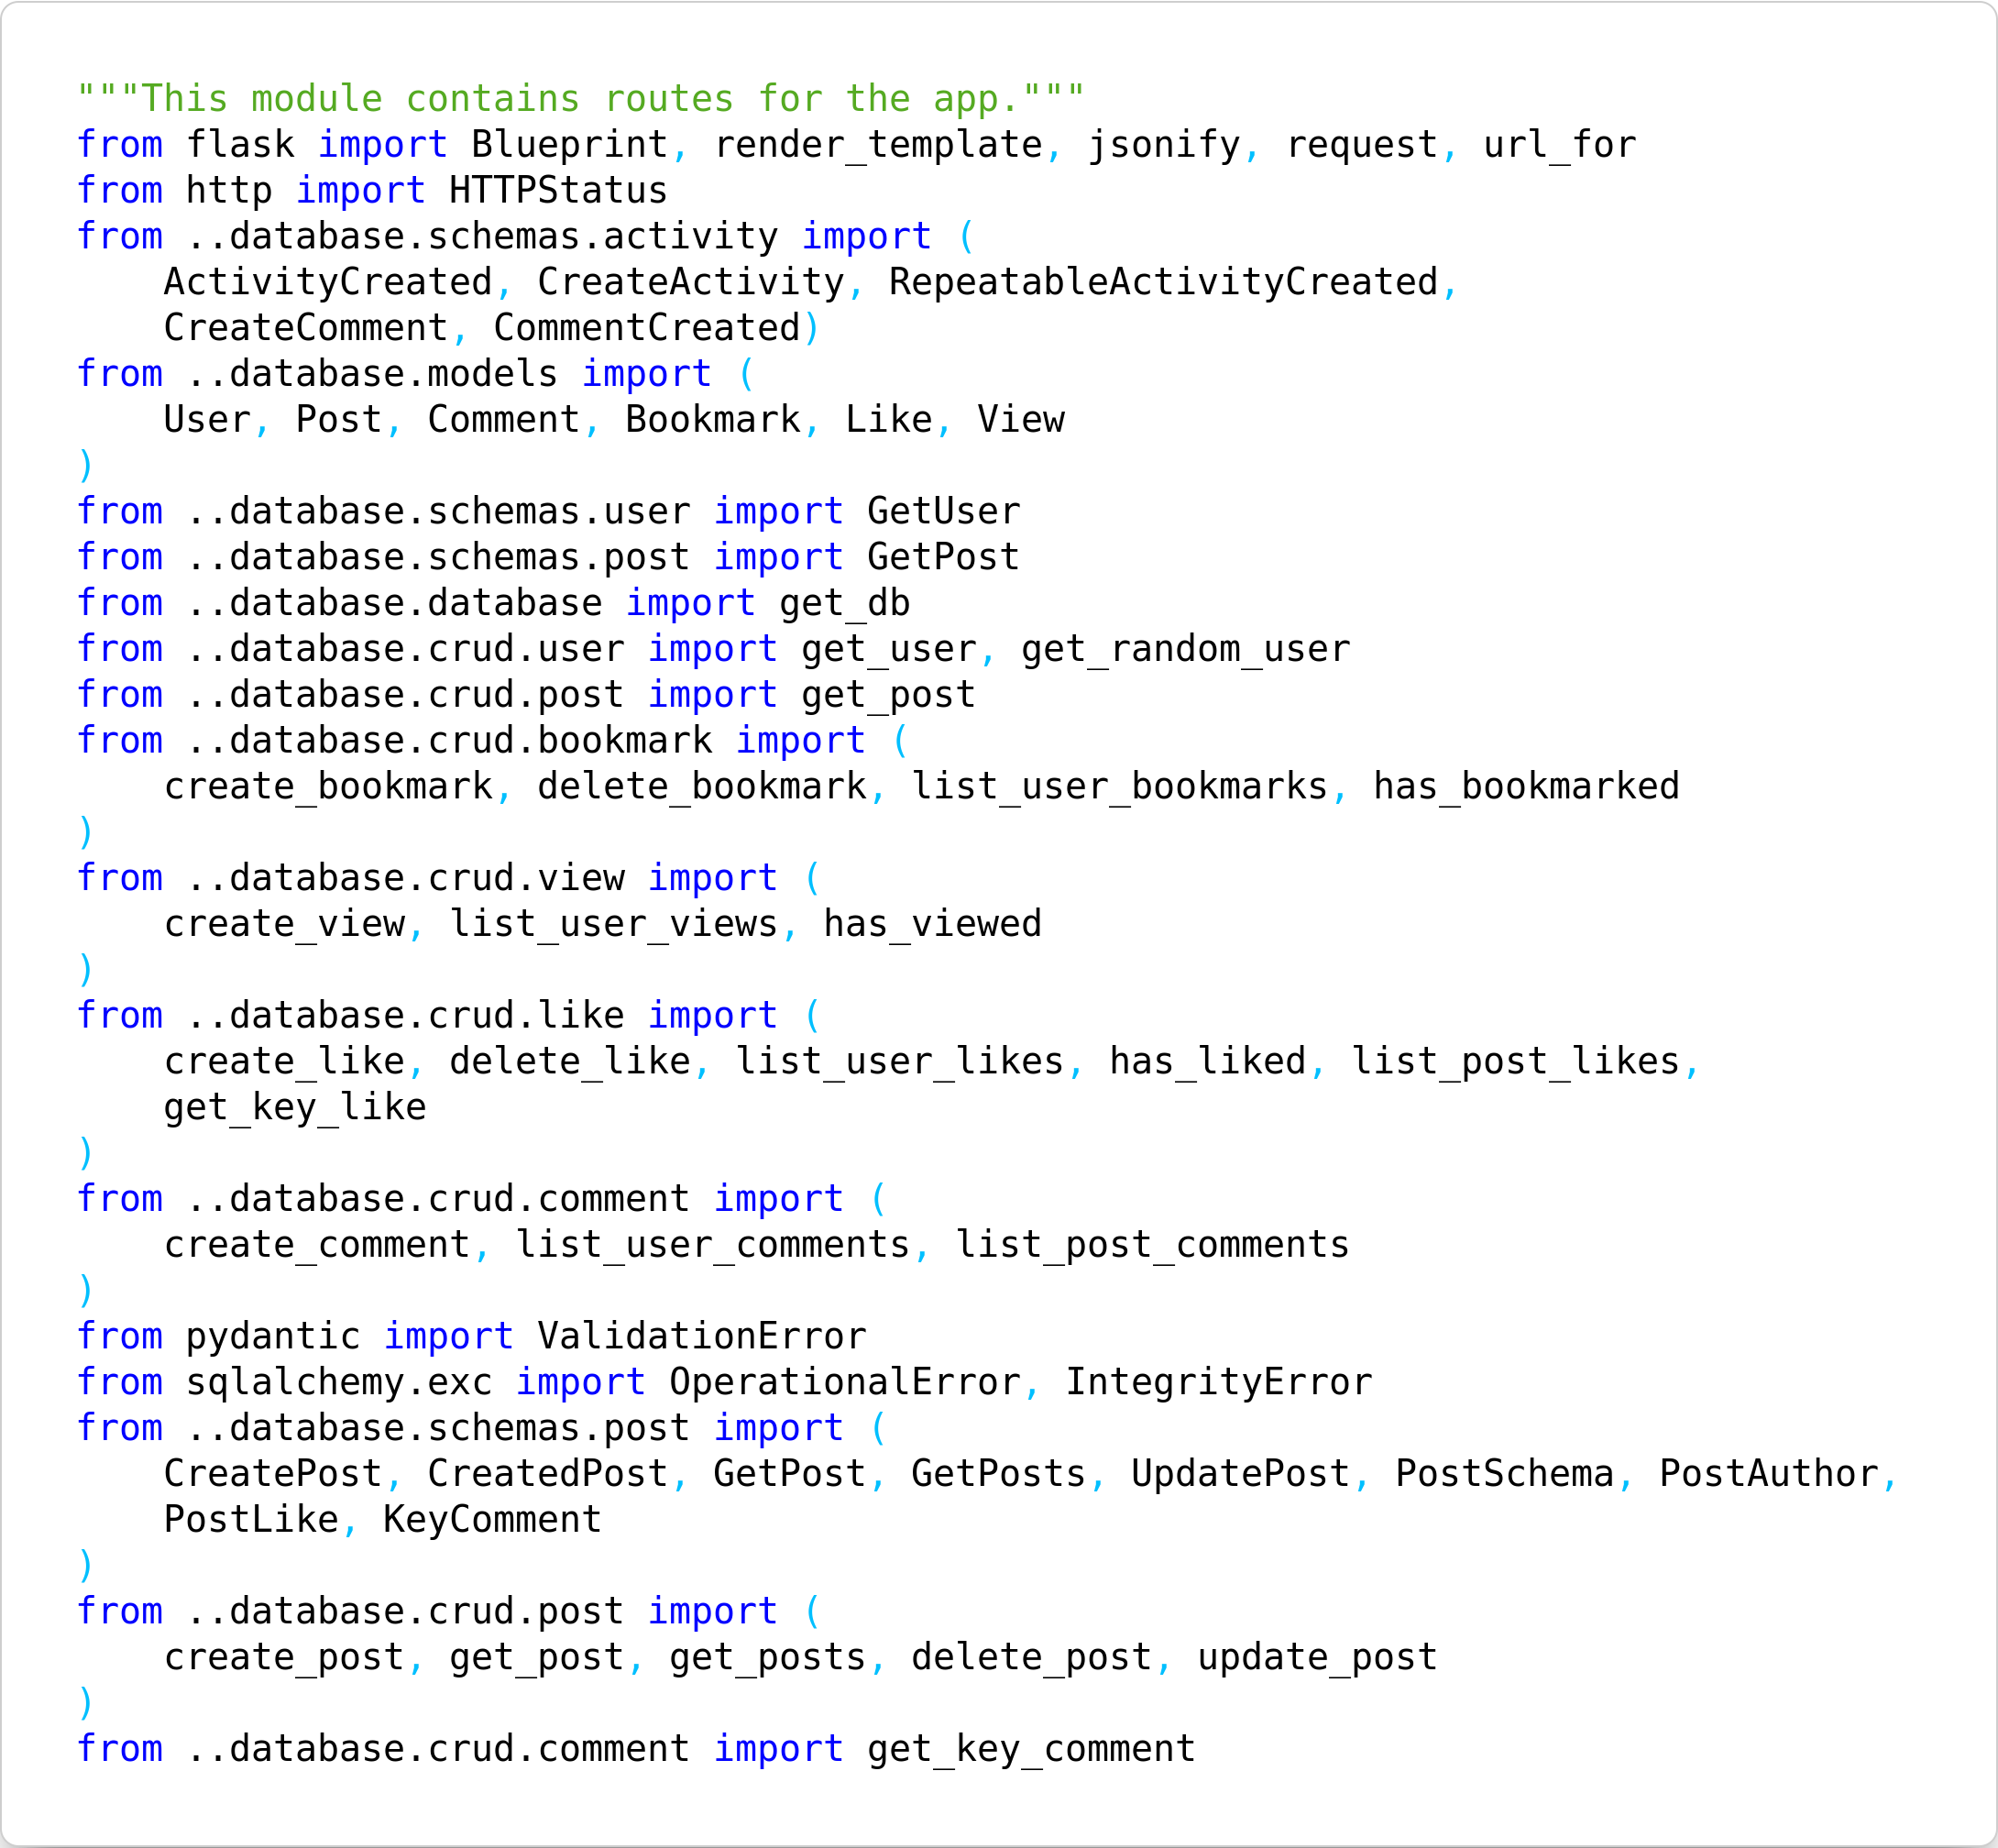 """This module contains routes for the app."""
from flask import Blueprint, render_template, jsonify, request, url_for
from http import HTTPStatus
from ..database.schemas.activity import (
    ActivityCreated, CreateActivity, RepeatableActivityCreated,
    CreateComment, CommentCreated)
from ..database.models import (
    User, Post, Comment, Bookmark, Like, View
)
from ..database.schemas.user import GetUser
from ..database.schemas.post import GetPost
from ..database.database import get_db
from ..database.crud.user import get_user, get_random_user
from ..database.crud.post import get_post
from ..database.crud.bookmark import (
    create_bookmark, delete_bookmark, list_user_bookmarks, has_bookmarked
)
from ..database.crud.view import (
    create_view, list_user_views, has_viewed
)
from ..database.crud.like import (
    create_like, delete_like, list_user_likes, has_liked, list_post_likes,
    get_key_like
)
from ..database.crud.comment import (
    create_comment, list_user_comments, list_post_comments
)
from pydantic import ValidationError
from sqlalchemy.exc import OperationalError, IntegrityError
from ..database.schemas.post import (
    CreatePost, CreatedPost, GetPost, GetPosts, UpdatePost, PostSchema, PostAuthor,
    PostLike, KeyComment
)
from ..database.crud.post import (
    create_post, get_post, get_posts, delete_post, update_post
)
from ..database.crud.comment import get_key_comment